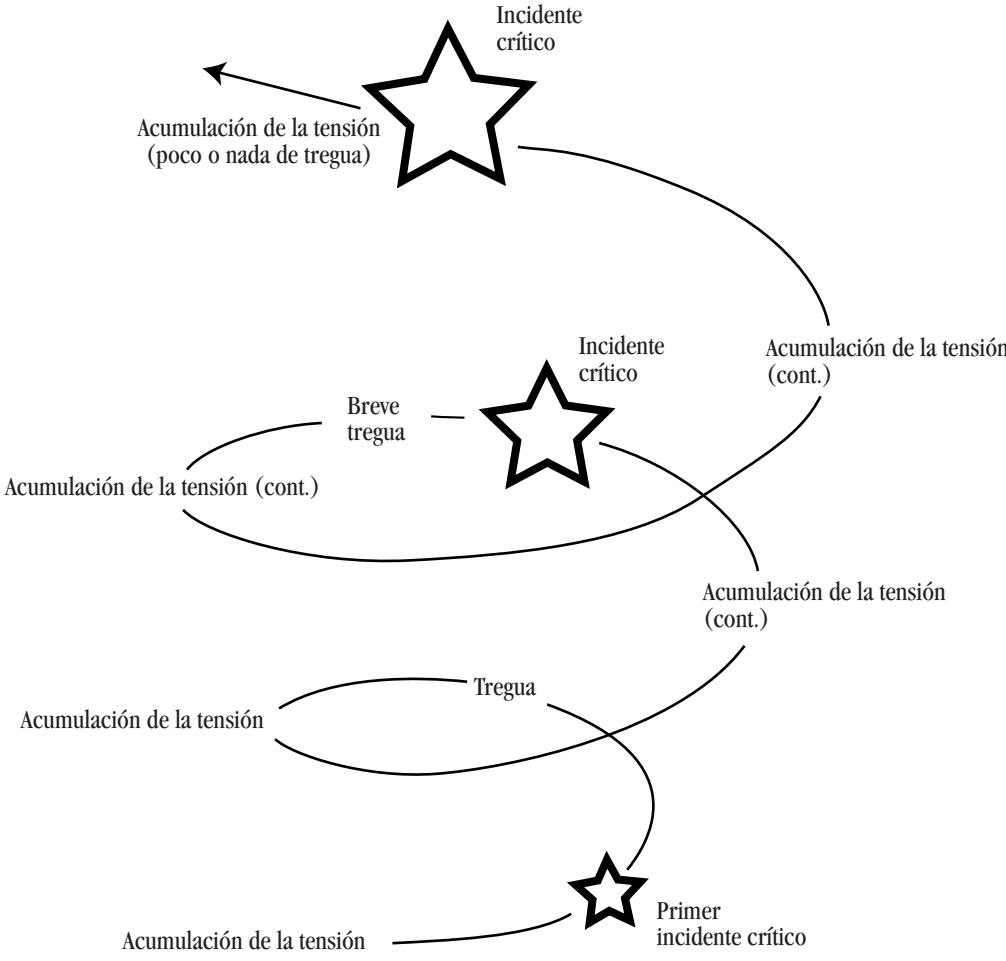 Incidente
crítico
Acumulación de la tensión
(poco o nada de tregua)
Incidente
crítico
Acumulación de la tensión
(cont.)
Breve
tregua
Acumulación de la tensión (cont.)
Acumulación de la tensión
(cont.)
Tregua
Acumulación de la tensión
Primer
incidente crítico
Acumulación de la tensión